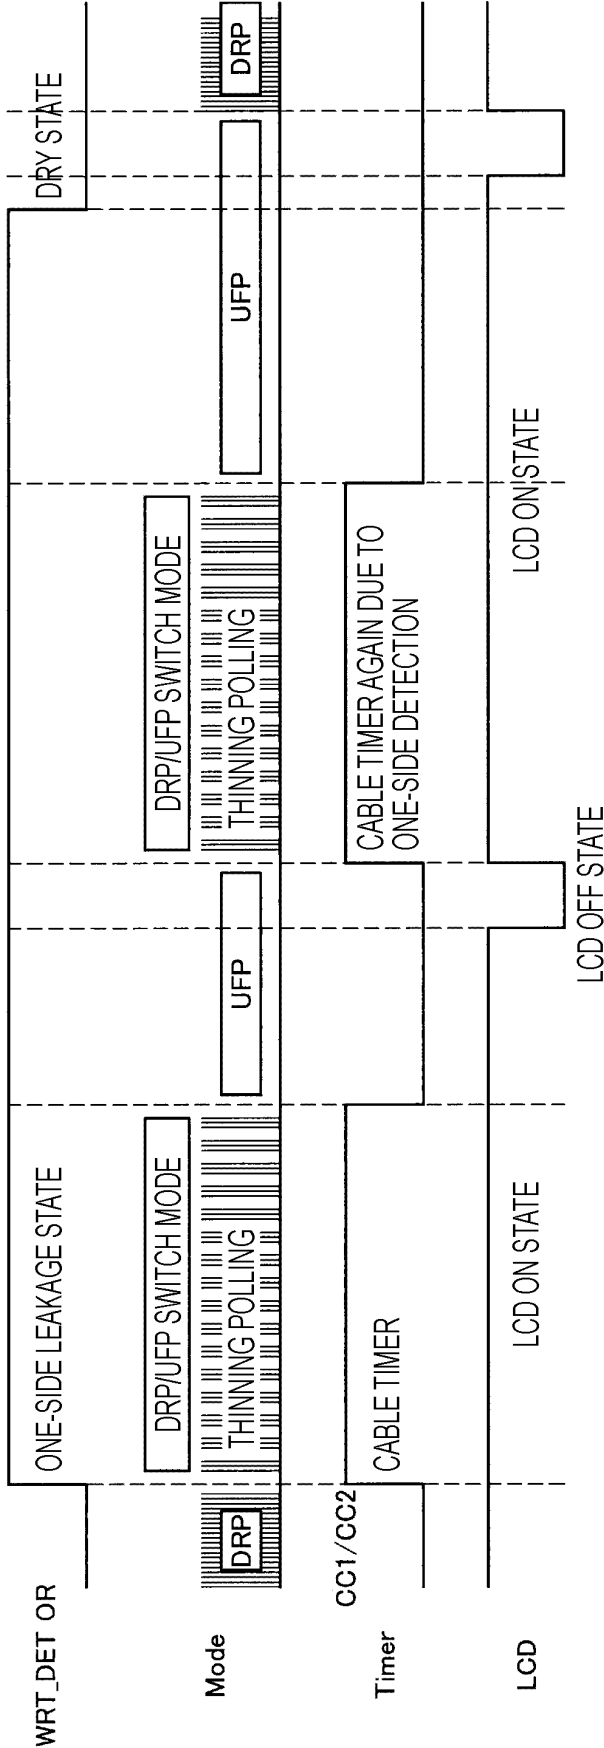 WRT_DET OR
ONE-SIDE LEAKAGE STATE
DRY STATE
Mode
DRP
DRP/UFP SWITCH MODE
THINNING POLLING
UFP
DRP/UFP SWITCH MODE
THINNING POLLING
UFP
DRP
Timer
CC1/CC2
CABLE TIMER
CABLE TIMER AGAIN DUE TO
ONE-SIDE DETECTION
LCD
LCD ON STATE
LCD OFF STATE
LCD ON STATE